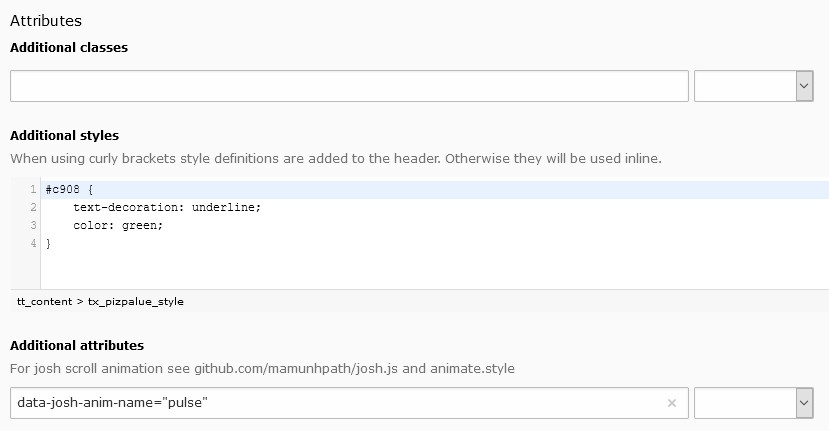 Attributes
Additional classes
Additional styles
When using curly brackets style definitions are added to the header. Otherwise they will be used inline.
1 #c908 {
2     text-decoration: underline;
3     color: green;
4 }
tt_content > tx_pizpalue_style
Additional attributes
For josh scroll animation see github.com/mamunhpath/josh.js and animate.style
data-josh-anim-name="pulse" ×